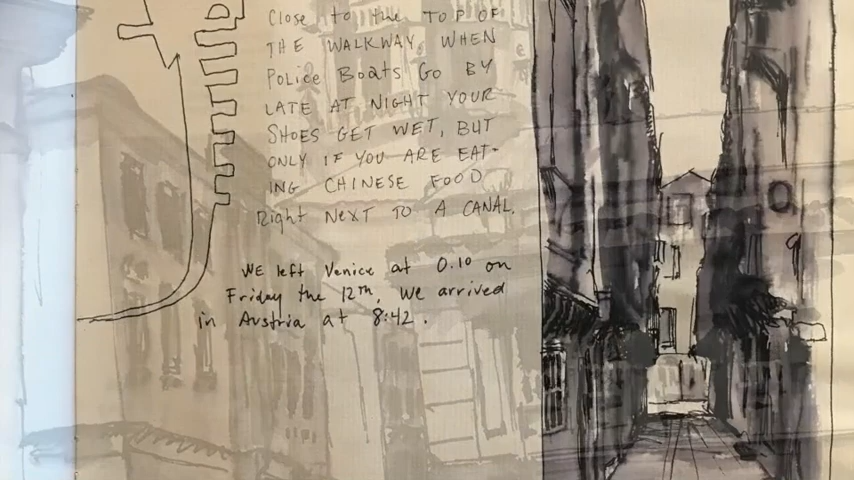 Close to the TOP OF
THE WALKWAY. WHEN
Police Boats Go BY
LATE AT NIGHT YOUR
SHOES GET WET, BUT
ONLY IF YOU ARE EAT-
ING CHINESE FOOD
Right NEXT TO A CANAL.
WE left Venice at 0.10 on
Friday the 12th, We arrived
in Austria at 8:42.